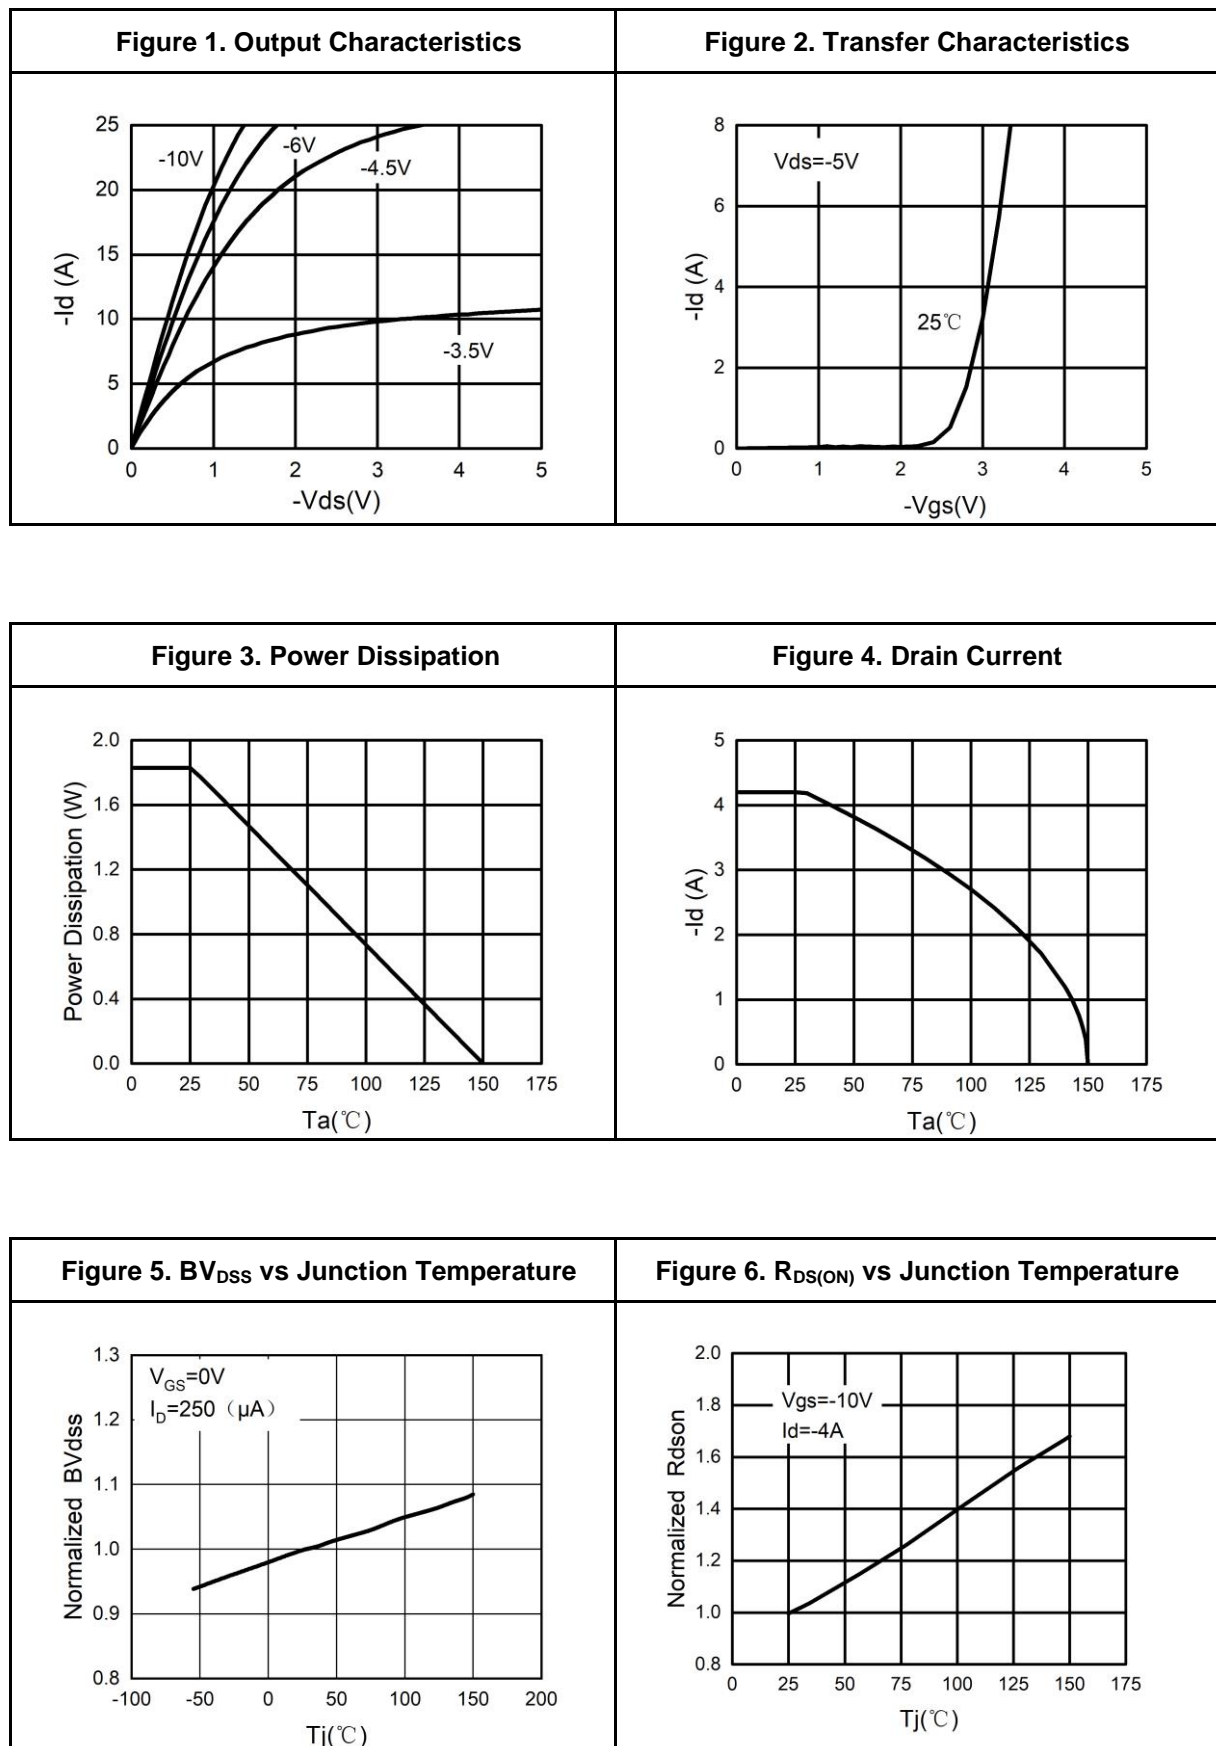 Figure 1. Output Characteristics
Figure 2. Transfer Characteristics
25
20
15
10
5
0
-Id (A)
-10V
-6V
-4.5V
-3.5V
0 1 2 3 4 5
-Vds(V)
8
6
4
2
0
-Id (A)
Vds=-5V
25℃
0 1 2 3 4 5
-Vgs(V)
Figure 3. Power Dissipation
Figure 4. Drain Current
2.0
1.6
1.2
0.8
0.4
0.0
Power Dissipation (W)
0 25 50 75 100 125 150 175
Ta(℃)
5
4
3
2
1
0
-Id (A)
0 25 50 75 100 125 150 175
Ta(℃)
Figure 5. BVDSS vs Junction Temperature
Figure 6. RDS(ON) vs Junction Temperature
1.3
1.2
1.1
1.0
0.9
0.8
Normalized BVdss
VGS=0V
ID=250（μA）
-100 -50 0 50 100 150 200
Tj(℃)
2.0
1.8
1.6
1.4
1.2
1.0
0.8
Normalized Rdson
Vgs=-10V
Id=-4A
0 25 50 75 100 125 150 175
Tj(℃)